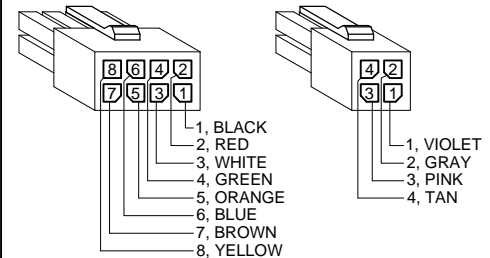 8 6 4 2
7 5 3 1
1, BLACK
2, RED
3, WHITE
4, GREEN
5, ORANGE
6, BLUE
7, BROWN
8, YELLOW
4 2
3 1
1, VIOLET
2, GRAY
3, PINK
4, TAN